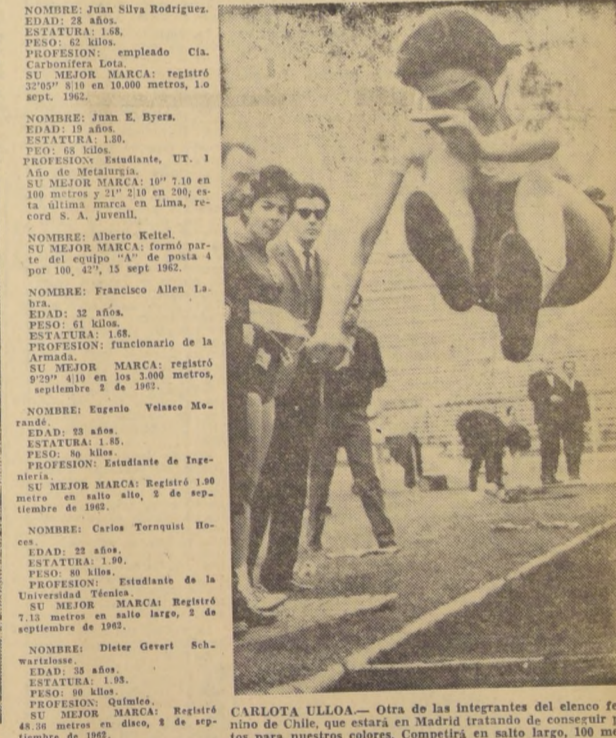 NOMBRE: Juan Silva Rodríguez.
EDAD: 28 años.
ESTATURA: 1.68.
PESO: 62 kilos.
PROFESION: empleado Cía.
Carbonífera Lota.
SU MEJOR MARCA: registró
32'05" 8|10 en 10.000 metros, 1.o
sept. 1962.
NOMBRE: Juan E. Byers.
EDAD: 19 años.
ESTATURA: 1.80.
PEO: 68 kilos.
PROFESION: Estudiante, UT. 1
Año de Metalurgia.
SU MEJOR MARCA: 10" 7.10 en
100 metros y 21" 2|10 en 200, es-
ta última marca en Lima, re-
cord S. A. juvenil.
NOMBRE: Alberto Keitel.
SU MEJOR MARCA: formó par-
te del equipo "A" de posta 4
por 100, 42", 15 sept 1962.
NOMBRE: Francisco Allen La-
bra.
EDAD: 32 años.
PESO: 61 kilos.
ESTATURA: 1.68.
PROFESION: funcionario de la
Armada.
SU MEJOR MARCA: registró
9'29" 4|10 en los 3.000 metros,
septiembre 2 de 1962.
NOMBRE: Eugenio Velasco Mo-
randé.
EDAD: 23 años.
ESTATURA: 1.85.
PESO: 80 kilos.
PROFESION: Estudiante de Inge-
niería.
SU MEJOR MARCA: Registró 1.90
metro en salto alto, 2 de sep-
tiembre de 1962.
NOMBRE: Carlos Tornquist Ho-
ces.
EDAD: 22 años.
ESTATURA: 1.90.
PESO: 80 kilos.
PROFESION: Estudiante de la
Universidad Técnica.
SU MEJOR MARCA: Registró
7.13 metros en salto largo, 2 de
septiembre de 1962.
NOMBRE: Dieter Gevert Sch-
wartzlosse.
EDAD: 35 años.
ESTATURA: 1.93.
PESO: 90 kilos.
PROFESION: Químico.
SU MEJOR MARCA: Registró
48.36 metros en disco, 2 de sep-
tiembre de 1962.
CARLOTA ULLOA.— Otra de las integrantes del elenco fe
nino de Chile, que estará en Madrid tratando de conseguir p
tos para nuestros colores. Competirá en salto largo, 100 m